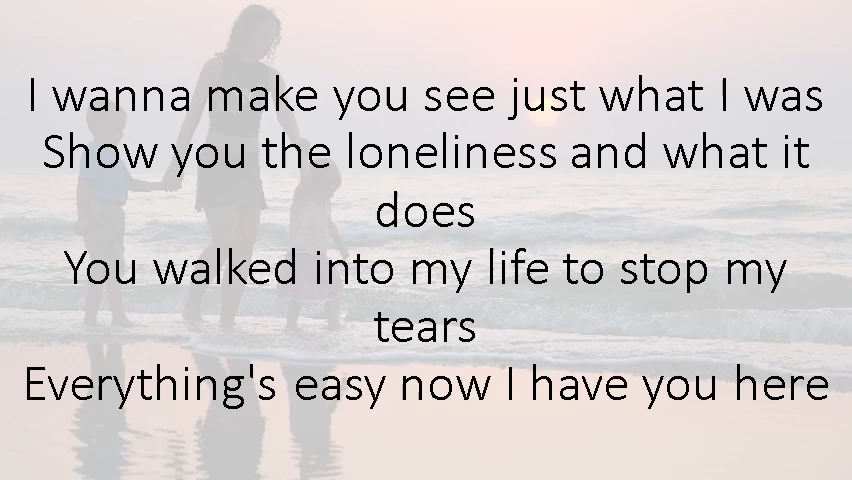 I wanna make you see just what I was
Show you the loneliness and what it
does
You walked into my life to stop my
tears
Everything's easy now I have you here